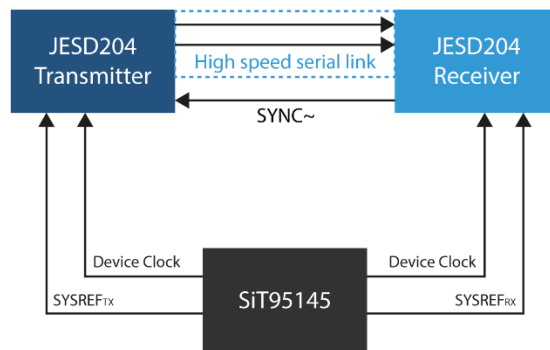 JESD204
Transmitter
High speed serial link
JESD204
Receiver
SYNC~
Device Clock
SYSREFTX
SiT95145
Device Clock
SYSREFRX